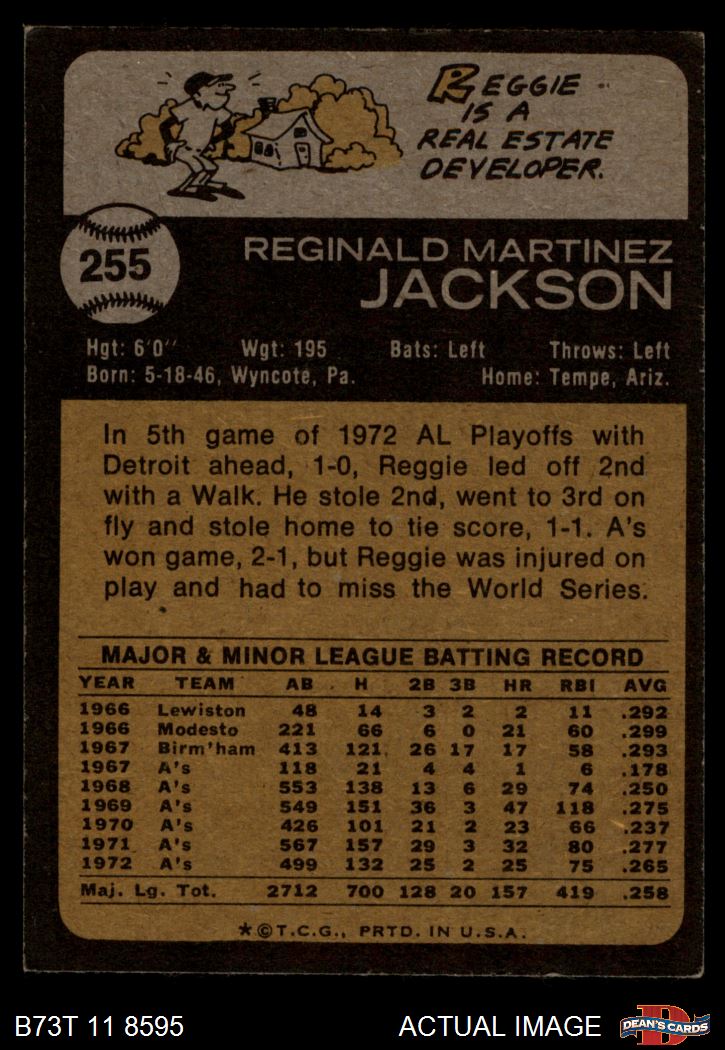 REGGIE
IS A
REAL ESTATE
DEVELOPER.
255
REGINALD MARTINEZ
JACKSON
Hgt: 6'0" Wgt: 195 Bats: Left Throws: Left
Born: 5-18-46, Wyncote, Pa. Home: Tempe, Ariz.
In 5th game of 1972 AL Playoffs with
Detroit ahead, 1-0, Reggie led off 2nd
with a Walk. He stole 2nd, went to 3rd on
fly and stole home to tie score, 1-1. A's
won game, 2-1, but Reggie was injured on
play and had to miss the World Series.
MAJOR & MINOR LEAGUE BATTING RECORD
YEAR TEAM AB H 2B 3B HR RBI AVG
1966 Lewiston 48 14 3 2 2 11 .292
1966 Modesto 221 66 6 0 21 60 .299
1967 Birm'ham 413 121 26 17 17 58 .293
1967 A's 118 21 4 4 1 6 .178
1968 A's 553 138 13 6 29 74 .250
1969 A's 549 151 36 3 47 118 .275
1970 A's 426 101 21 2 23 66 .237
1971 A's 567 157 29 3 32 80 .277
1972 A's 499 132 25 2 25 75 .265
Maj. Lg. Tot. 2712 700 128 20 157 419 .258
*©T.C.G., PRTD. IN U.S.A.
B73T 11 8595 ACTUAL IMAGE D DEAN'S CARDS